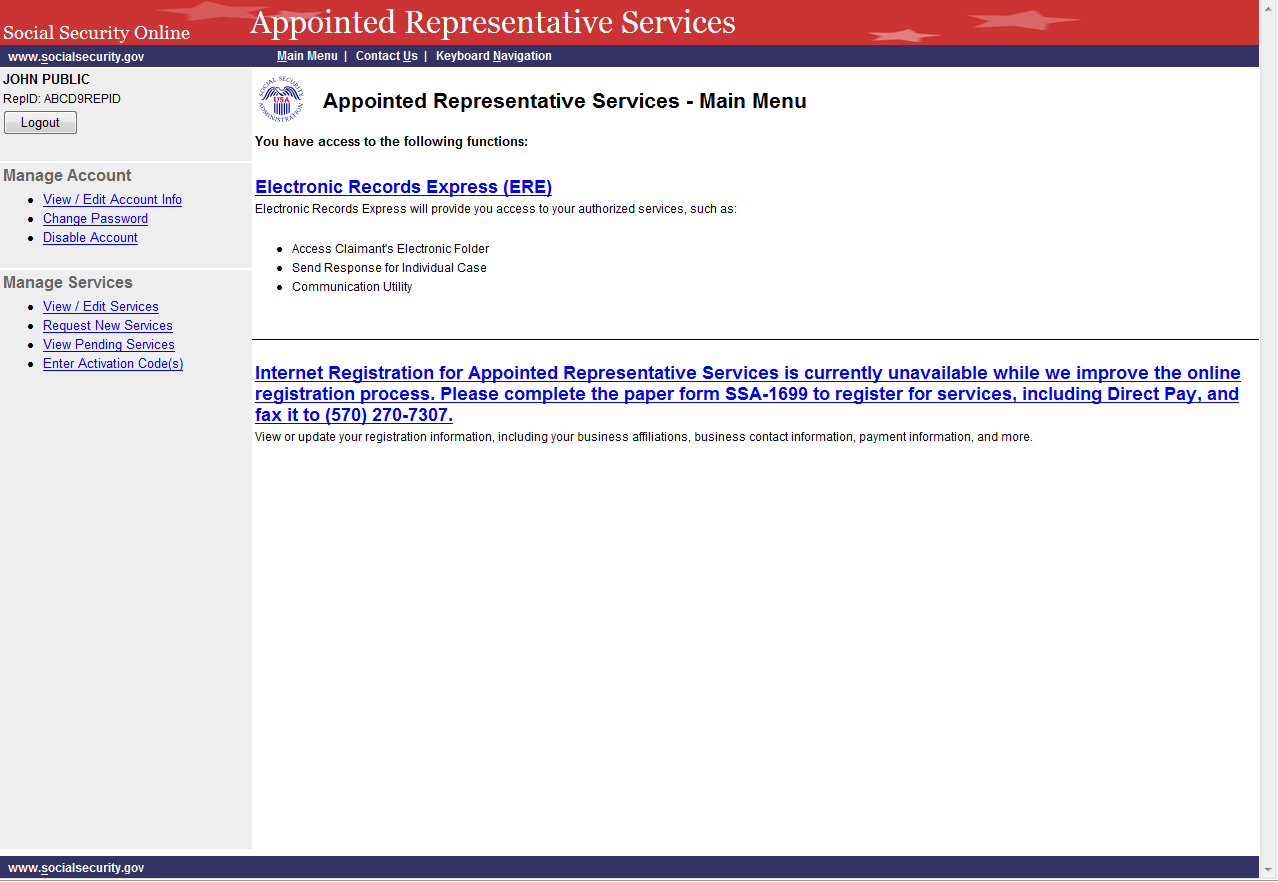 Social Security Online
Appointed Representative Services
www.socialsecurity.gov
Main Menu | Contact Us | Keyboard Navigation
JOHN PUBLIC
RepID: ABCD9REPID
Logout
Manage Account
View / Edit Account Info
Change Password
Disable Account
Manage Services
View / Edit Services
Request New Services
View Pending Services
Enter Activation Code(s)
SOCIAL SECURITY ADMINISTRATION
USA
Appointed Representative Services - Main Menu
You have access to the following functions:
Electronic Records Express (ERE)
Electronic Records Express will provide you access to your authorized services, such as:
Access Claimant's Electronic Folder
Send Response for Individual Case
Communication Utility
Internet Registration for Appointed Representative Services is currently unavailable while we improve the online
registration process. Please complete the paper form SSA-1699 to register for services, including Direct Pay, and
fax it to (570) 270-7307.
View or update your registration information, including your business affiliations, business contact information, payment information, and more.
www.socialsecurity.gov